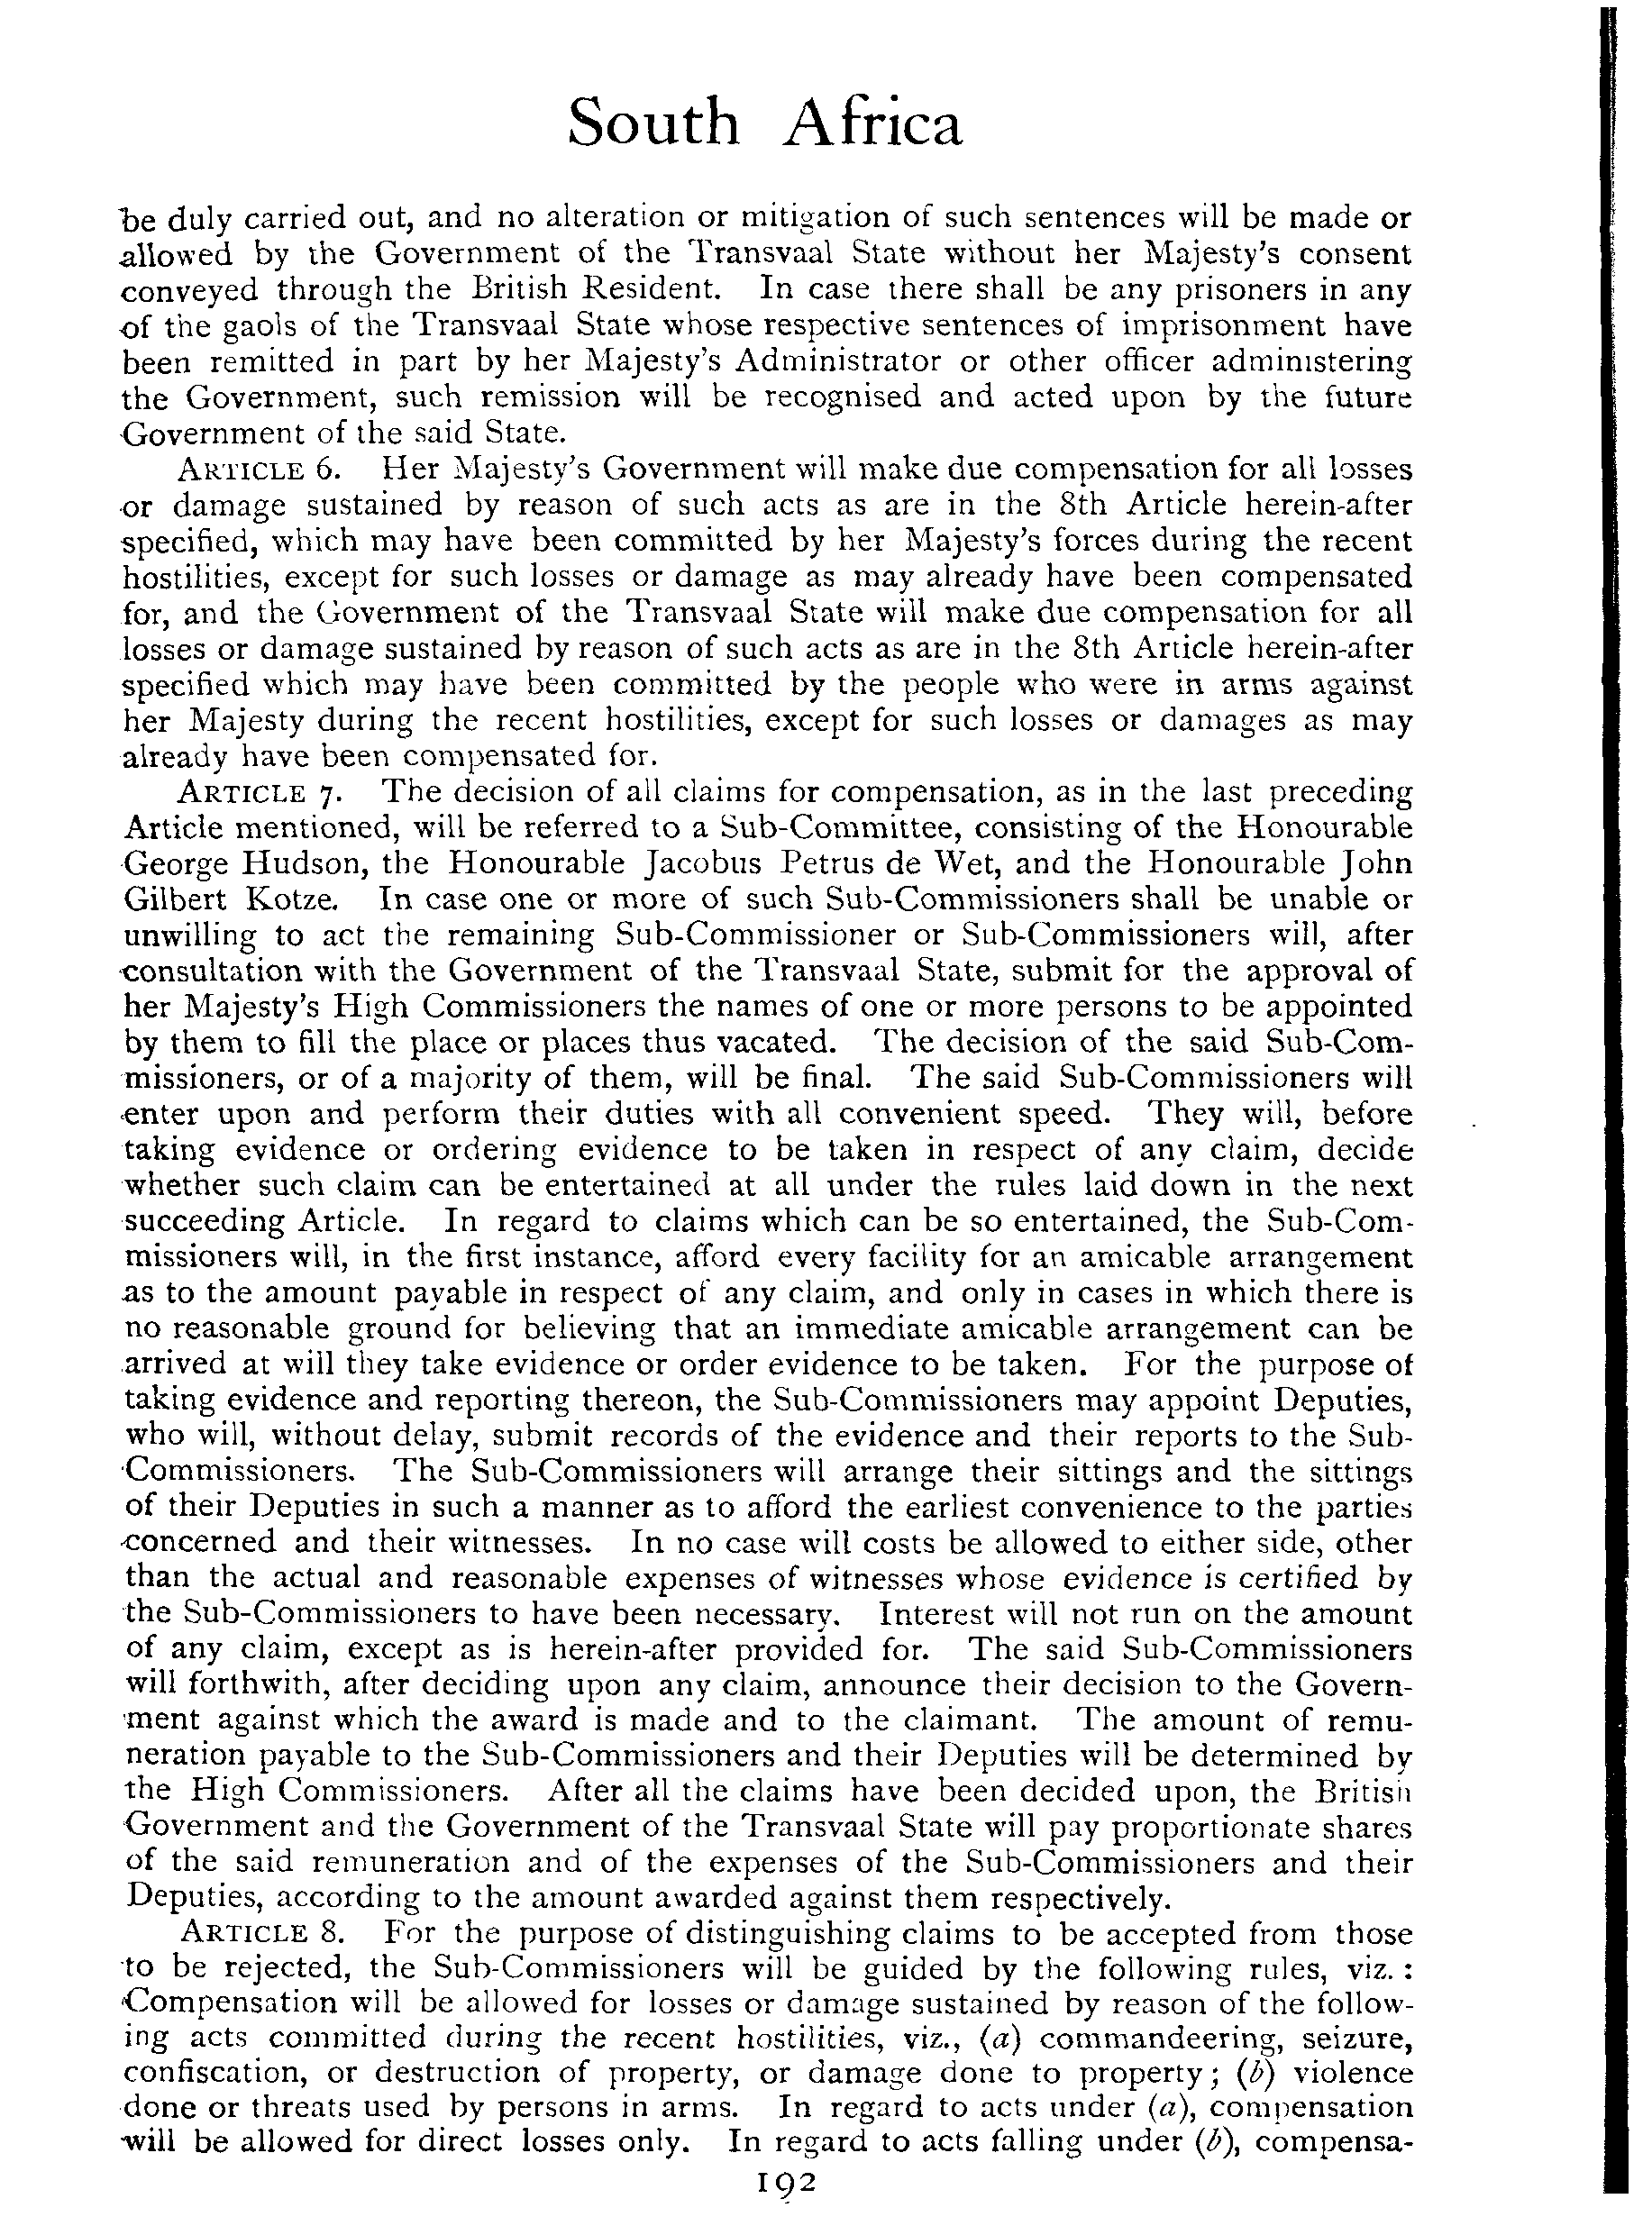 South Africa
be duly carried out, and no alteration or mitigation of such sentences will be made or
allowed by the Government of the Transvaal State without her Majesty's consent
conveyed through the British Resident. In case there shall be any prisoners in any
of the gaols of the Transvaal State whose respective sentences of imprisonment have
been remitted in part by her Majesty's Administrator or other officer administering
the Government, such remission will be recognised and acted upon by the future
Government of the said State.
ARTICLE 6. Her Majesty's Government will make due compensation for all losses
or damage sustained by reason of such acts as are in the 8th Article herein-after
specified, which may have been committed by her Majesty's forces during the recent
hostilities, except for such losses or damage as may already have been compensated
for, and the Government of the Transvaal State will make due compensation for all
losses or damage sustained by reason of such acts as are in the 8th Article herein-after
specified which may have been committed by the people who were in arms against
her Majesty during the recent hostilities, except for such losses or damages as may
already have been compensated for.
ARTICLE 7. The decision of all claims for compensation, as in the last preceding
Article mentioned, will be referred to a Sub-Committee, consisting of the Honourable
George Hudson, the Honourable Jacobus Petrus de Wet, and the Honourable John
Gilbert Kotze. In case one or more of such Sub-Commissioners shall be unable or
unwilling to act the remaining Sub-Commissioner or Sub-Commissioners will, after
consultation with the Government of the Transvaal State, submit for the approval of
her Majesty's High Commissioners the names of one or more persons to be appointed
by them to fill the place or places thus vacated. The decision of the said Sub-Com-
missioners, or of a majority of them, will be final. The said Sub-Commissioners will
enter upon and perform their duties with all convenient speed. They will, before
taking evidence or ordering evidence to be taken in respect of any claim, decide
whether such claim can be entertained at all under the rules laid down in the next
succeeding Article. In regard to claims which can be so entertained, the Sub-Com-
missioners will, in the first instance, afford every facility for an amicable arrangement
as to the amount payable in respect of any claim, and only in cases in which there is
no reasonable ground for believing that an immediate amicable arrangement can be
arrived at will they take evidence or order evidence to be taken. For the purpose of
taking evidence and reporting thereon, the Sub-Commissioners may appoint Deputies,
who will, without delay, submit records of the evidence and their reports to the Sub-
Commissioners. The Sub-Commissioners will arrange their sittings and the sittings
of their Deputies in such a manner as to afford the earliest convenience to the parties
concerned and their witnesses. In no case will costs be allowed to either side, other
than the actual and reasonable expenses of witnesses whose evidence is certified by
the Sub-Commissioners to have been necessary. Interest will not run on the amount
of any claim, except as is herein-after provided for. The said Sub-Commissioners
will forthwith, after deciding upon any claim, announce their decision to the Govern-
ment against which the award is made and to the claimant. The amount of remu-
neration payable to the Sub-Commissioners and their Deputies will be determined by
the High Commissioners. After all the claims have been decided upon, the British
Government and the Government of the Transvaal State will pay proportionate shares
of the said remuneration and of the expenses of the Sub-Commissioners and their
Deputies, according to the amount awarded against them respectively.
ARTICLE 8. For the purpose of distinguishing claims to be accepted from those
to be rejected, the Sub-Commissioners will be guided by the following rules, viz. :
Compensation will be allowed for losses or damage sustained by reason of the follow-
ing acts committed during the recent hostilities, viz., (a) commandeering, seizure,
confiscation, or destruction of property, or damage done to property; (b) violence
done or threats used by persons in arms. In regard to acts under (a), compensation
will be allowed for direct losses only. In regard to acts falling under (b), compensa-
192